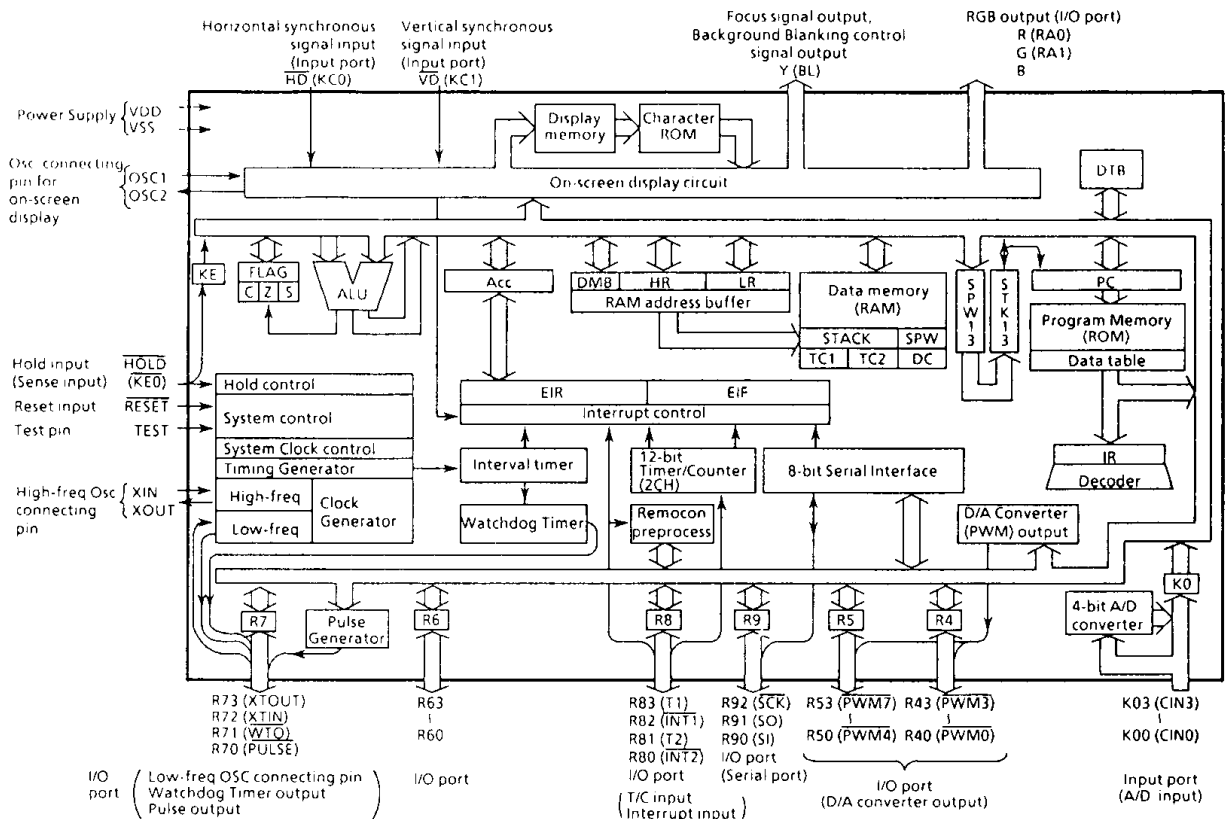 Horizontal synchronous
signal input
(Input port)
HD (KC0)
Vertical synchronous
signal input
(Input port)
VD (KC1)
Focus signal output,
Background Blanking control
signal output
Y (BL)
RGB output (I/O port)
R (RA0)
G (RA1)
B
Power Supply { VDD
VSS
Display
memory
Character
ROM
Osc connecting
pin for
on-screen
display
OSC1
OSC2
On-screen display circuit
DTB
KE
FLAG
C Z S
ALU
Acc
DMB HR LR
RAM address buffer
Data memory
(RAM)
STACK SPW
TC1 TC2 DC
SPW13
STK13
PC
Program Memory
(ROM)
Data table
Hold input
(Sense input)
HOLD
(KE0)
Reset input RESET
Test pin TEST
Hold control
System control
System Clock control
Timing Generator
High-freq
Low-freq
Clock
Generator
High-freq Osc
connecting
pin
XIN
XOUT
EIR EIF
Interrupt control
Interval timer
Watchdog Timer
12-bit
Timer/Counter
(2CH)
8-bit Serial Interface
Remocon
preprocess
D/A Converter
(PWM) output
IR
Decoder
K0
4-bit A/D
converter
R7
Pulse
Generator
R6
R8
R9
R5
R4
R73 (XTOUT)
R72 (XTIN)
R71 (WTO)
R70 (PULSE)
R63
~
R60
R83 (T1)
R82 (INT1)
R81 (T2)
R80 (INT2)
I/O port
(T/C input
Interrupt input)
R92 (SCK)
R91 (SO)
R90 (SI)
I/O port
(Serial port)
R53 (PWM7)
~
R50 (PWM4)
R43 (PWM3)
~
R40 (PWM0)
I/O port
(D/A converter output)
K03 (CIN3)
~
K00 (CIN0)
Input port
(A/D input)
I/O
port
(Low-freq OSC connecting pin
Watchdog Timer output
Pulse output)
I/O port